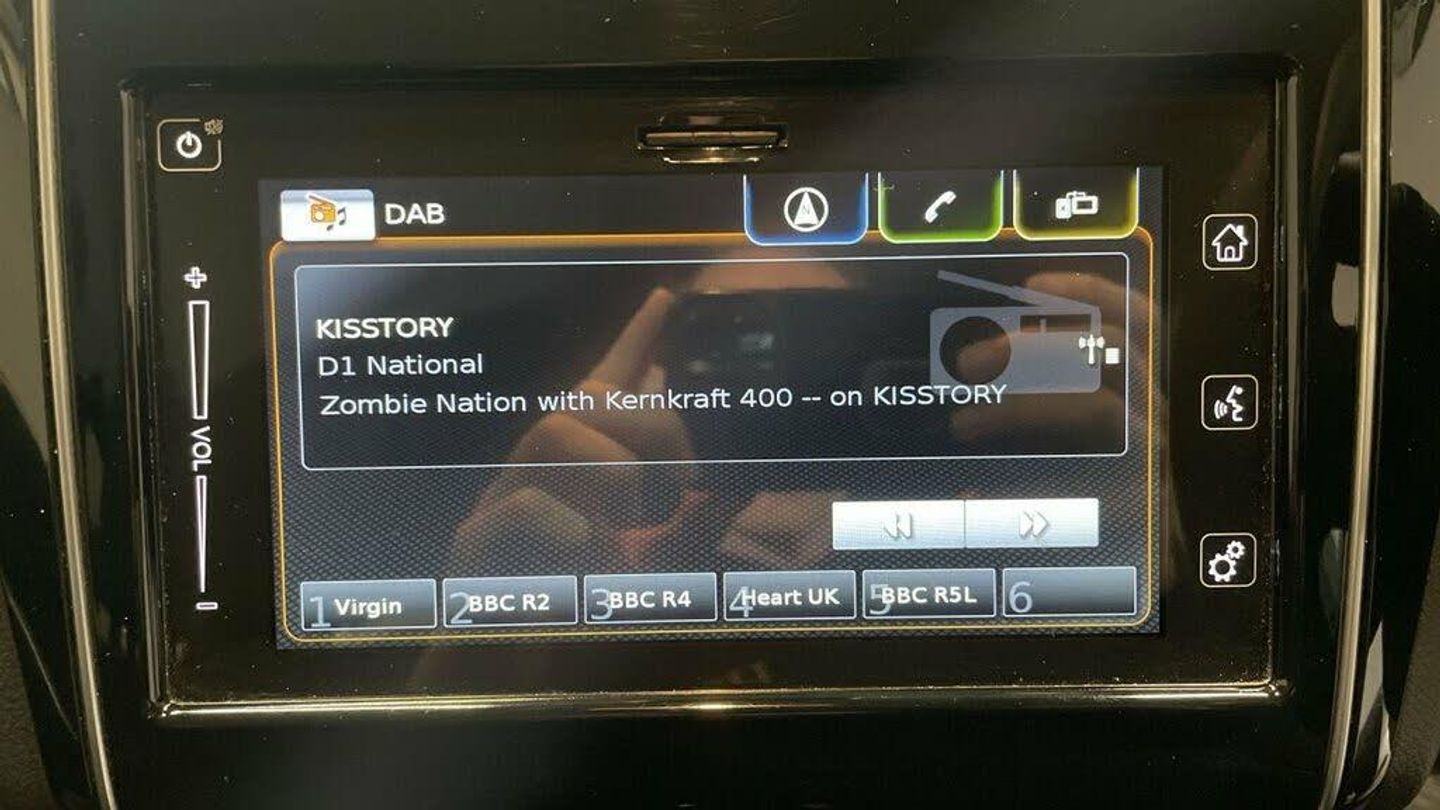 DAB
N
KISSTORY
D1 National
Zombie Nation with Kernkraft 400 -- on KISSTORY
+
VOL
-
1 Virgin
2 BBC R2
3 BBC R4
4 Heart UK
5 BBC R5L
6